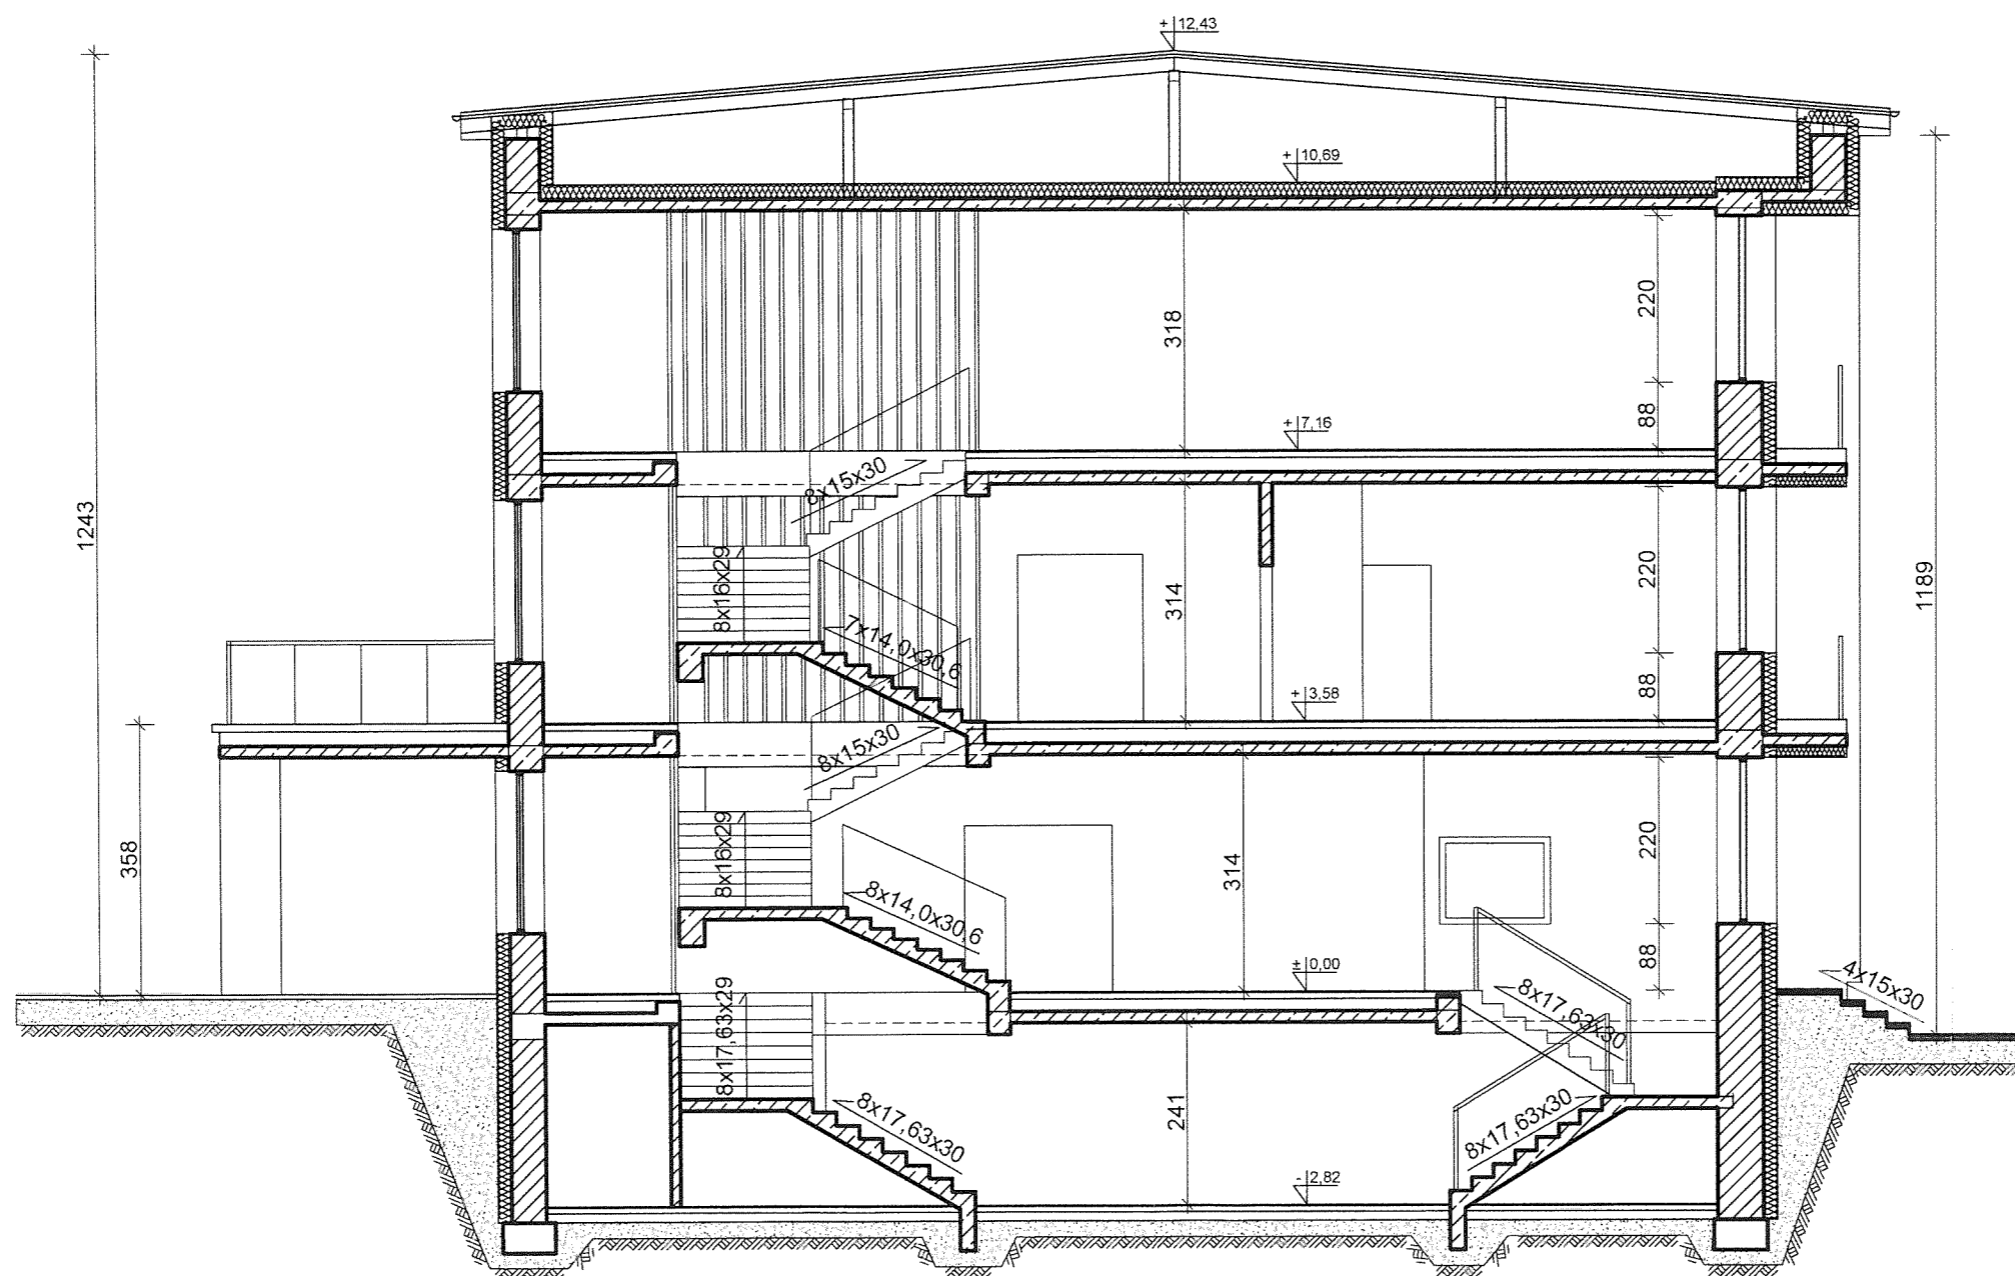 + 12,43
+ 10,69
318
220
88
+ 7,16
8x15x30
1243
8x16x29
314
220
1189
7x14,0x30,6
88
+ 3,58
8x15x30
358
8x16x29
314
220
8x14,0x30,6
88
± 0,00
4x15x30
8x17,63x29
8x17,63x30
8x17,63x30
241
8x17,63x30
- 2,82